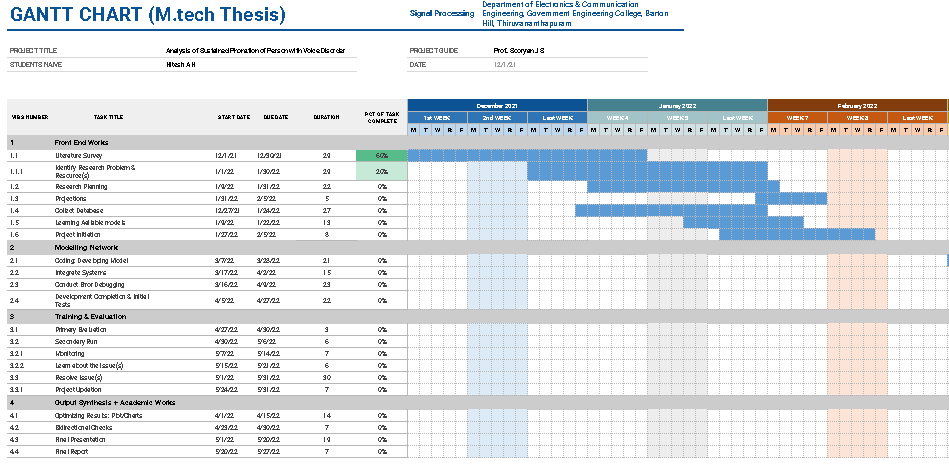 GANTT CHART (M.tech Thesis)
Signal Processing
Department of Electronics & Communication
Engineering, Government Engineering College, Barton
Hill, Thiruvananthapuram
PROJECT TITLE Analysis of Sustained Phonation of Person with Voice Disorder PROJECT GUIDE Prof. Sooryan J S
STUDENTS NAME Hitesh A H DATE 12/1/21
WBS NUMBER TASK TITLE START DATE DUE DATE DURATION PCT OF TASK COMPLETE
December 2021 January 2022 February 2022
1st WEEK 2nd WEEK Last WEEK WEEK 4 WEEK 5 Last WEEK WEEK 7 WEEK 8 Last WEEK
M T W R F M T W R F M T W R F M T W R F M T W R F M T W R F M T W R F M T W R F M T W R F
1 Front End Works
1.1 Literature Survey 12/1/21 12/30/21 29 60%
1.1.1 Identify Research Problem & Resource(s) 1/1/22 1/30/22 29 20%
1.2 Research Planning 1/9/22 1/31/22 22 0%
1.3 Projections 1/31/22 2/5/22 5 0%
1.4 Collect Database 12/27/21 1/24/22 27 0%
1.5 Learning Available models 1/9/22 1/22/22 13 0%
1.6 Project Initiation 1/27/22 2/5/22 8 0%
2 Modelling Network
2.1 Coding: Developing Model 3/7/22 3/28/22 21 0%
2.2 Integrate Systems 3/17/22 4/2/22 15 0%
2.3 Conduct Error Debugging 3/16/22 4/9/22 23 0%
2.4 Development Completion & Initial Tests 4/5/22 4/27/22 22 0%
3 Training & Evaluation
3.1 Primary Evaluation 4/27/22 4/30/22 3 0%
3.2 Secondary Run 4/30/22 5/6/22 6 0%
3.2.1 Monitoring 5/7/22 5/14/22 7 0%
3.2.2 Learn about the Issue(s) 5/15/22 5/21/22 6 0%
3.3 Resolve Issue(s) 5/1/22 5/31/22 30 0%
3.3.1 Project Updation 5/24/22 5/31/22 7 0%
4 Output Synthesis + Academic Works
4.1 Optimizing Results: Plot/Charts 4/1/22 4/15/22 14 0%
4.2 Bidirectional Checks 4/23/22 4/30/22 7 0%
4.3 Final Presentation 5/1/22 5/20/22 19 0%
4.4 Final Report 5/20/22 5/27/22 7 0%